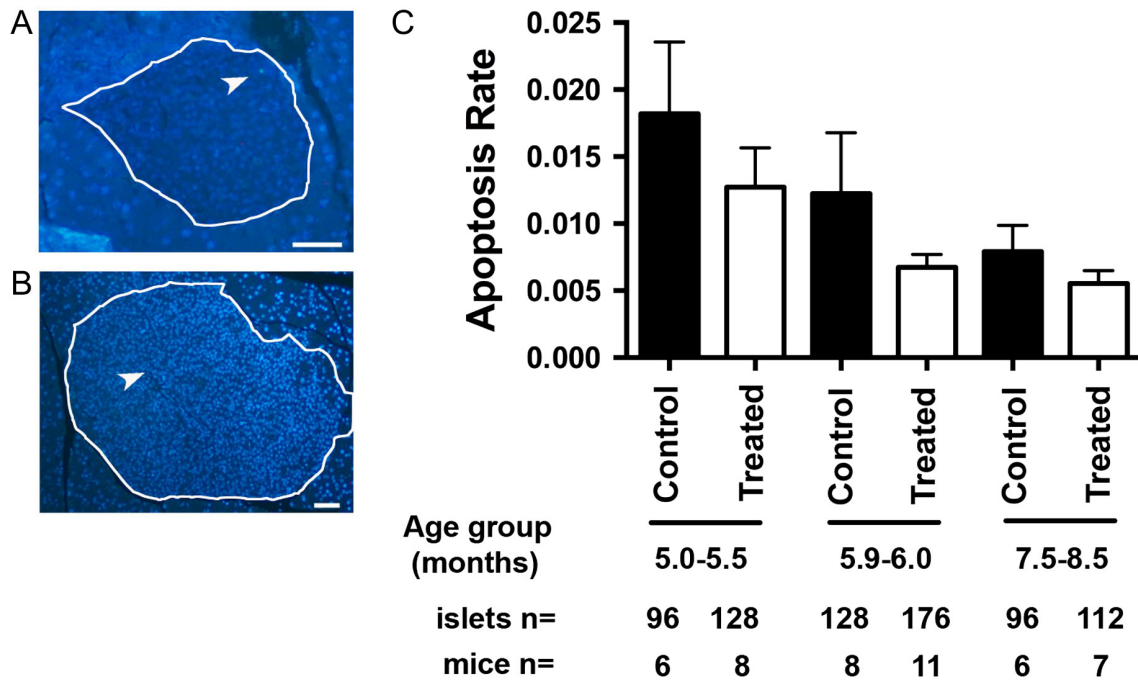 A
B
C
Apoptosis Rate
0.025
0.020
0.015
0.010
0.005
0.000
Control Treated Control Treated Control Treated
Age group
(months) 5.0-5.5 5.9-6.0 7.5-8.5
islets n= 96 128 128 176 96 112
mice n= 6 8 8 11 6 7